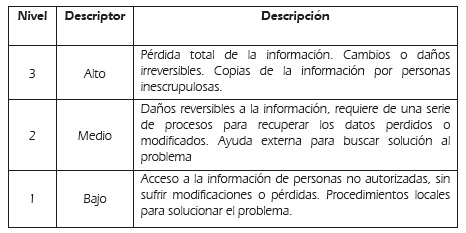 Nivel Descriptor Descripción
3 Alto Pérdida total de la información. Cambios o daños
irreversibles. Copias de la información por personas
inescrupulosas.
2 Medio Daños reversibles a la información, requiere de una serie
de procesos para recuperar los datos perdidos o
modificados. Ayuda externa para buscar solución al
problema
1 Bajo Acceso a la información de personas no autorizadas, sin
sufrir modificaciones o pérdidas. Procedimientos locales
para solucionar el problema.